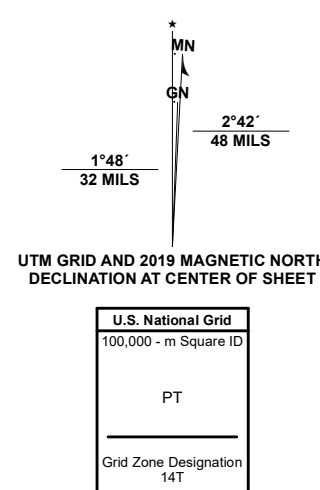 ★
MN
GN
1°48´
32 MILS
2°42´
48 MILS
UTM GRID AND 2019 MAGNETIC NORTH
DECLINATION AT CENTER OF SHEET
U.S. National Grid
100,000 - m Square ID
PT
Grid Zone Designation
14T